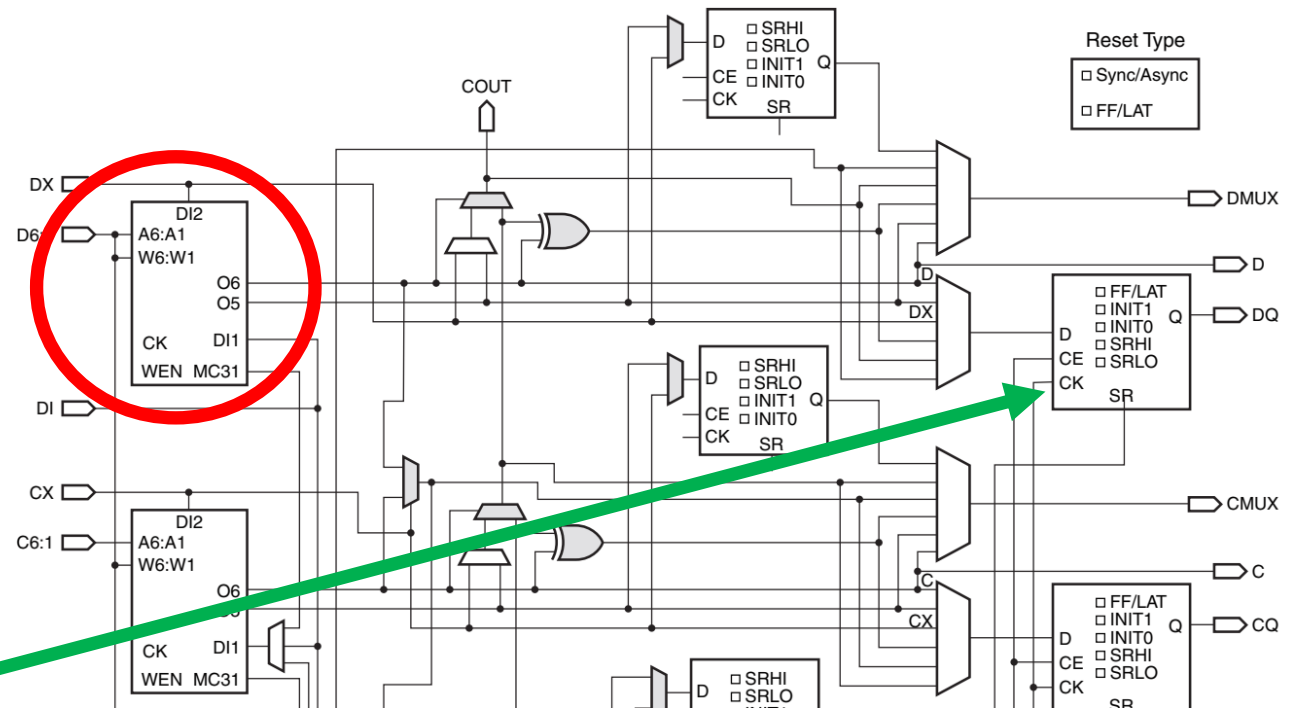 SRHI
D
SRLO
INIT1
Q
CE
INIT0
CK
SR
Reset Type
Sync/Async
FF/LAT
COUT
DX
DI2
A6:A1
W6:W1
O6
O5
CK
DI1
WEN MC31
DMUX
D
D
DX
FF/LAT
INIT1
Q
INIT0
D
SRHI
CE
SRLO
CK
SR
DQ
DI
SRHI
D
SRLO
INIT1
Q
CE
INIT0
CK
SR
CX
DI2
C6:1
A6:A1
W6:W1
O6
CK
DI1
WEN MC31
CMUX
C
C
CX
FF/LAT
INIT1
Q
INIT0
D
SRHI
CE
SRLO
CK
CQ
SRHI
D
SRLO